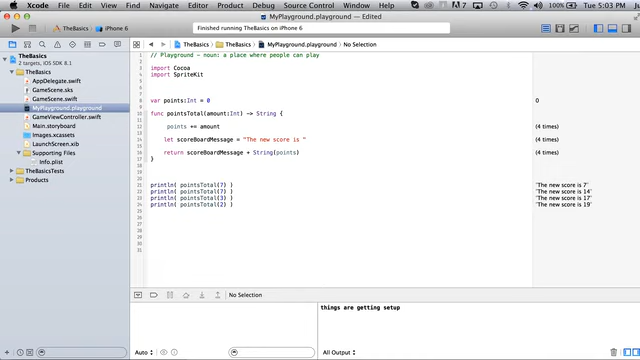 Xcode File Edit View Find Navigate Editor Product Debug Source Control Window Help 7 100% Tue 5:03 PM
MyPlayground.playground — Edited
TheBasics iPhone 6
Finished running TheBasics on iPhone 6
TheBasics TheBasics MyPlayground.playground No Selection
TheBasics
2 targets, iOS SDK 8.1
TheBasics
AppDelegate.swift
GameScene.sks
GameScene.swift
MyPlayground.playground
GameViewController.swift
Main.storyboard
Images.xcassets
LaunchScreen.xib
Supporting Files
Info.plist
TheBasicsTests
Products
// Playground - noun: a place where people can play
import Cocoa
import SpriteKit
var points:Int = 0
0
func pointsTotal(amount:Int) -> String {
points += amount
(4 times)
let scoreBoardMessage = "The new score is "
(4 times)
return scoreBoardMessage + String(points)
(4 times)
}
println( pointsTotal(7) )
"The new score is 7"
println( pointsTotal(7) )
"The new score is 14"
println( pointsTotal(3) )
"The new score is 17"
println( pointsTotal(2) )
"The new score is 19"
No Selection
things are getting setup
Auto
All Output